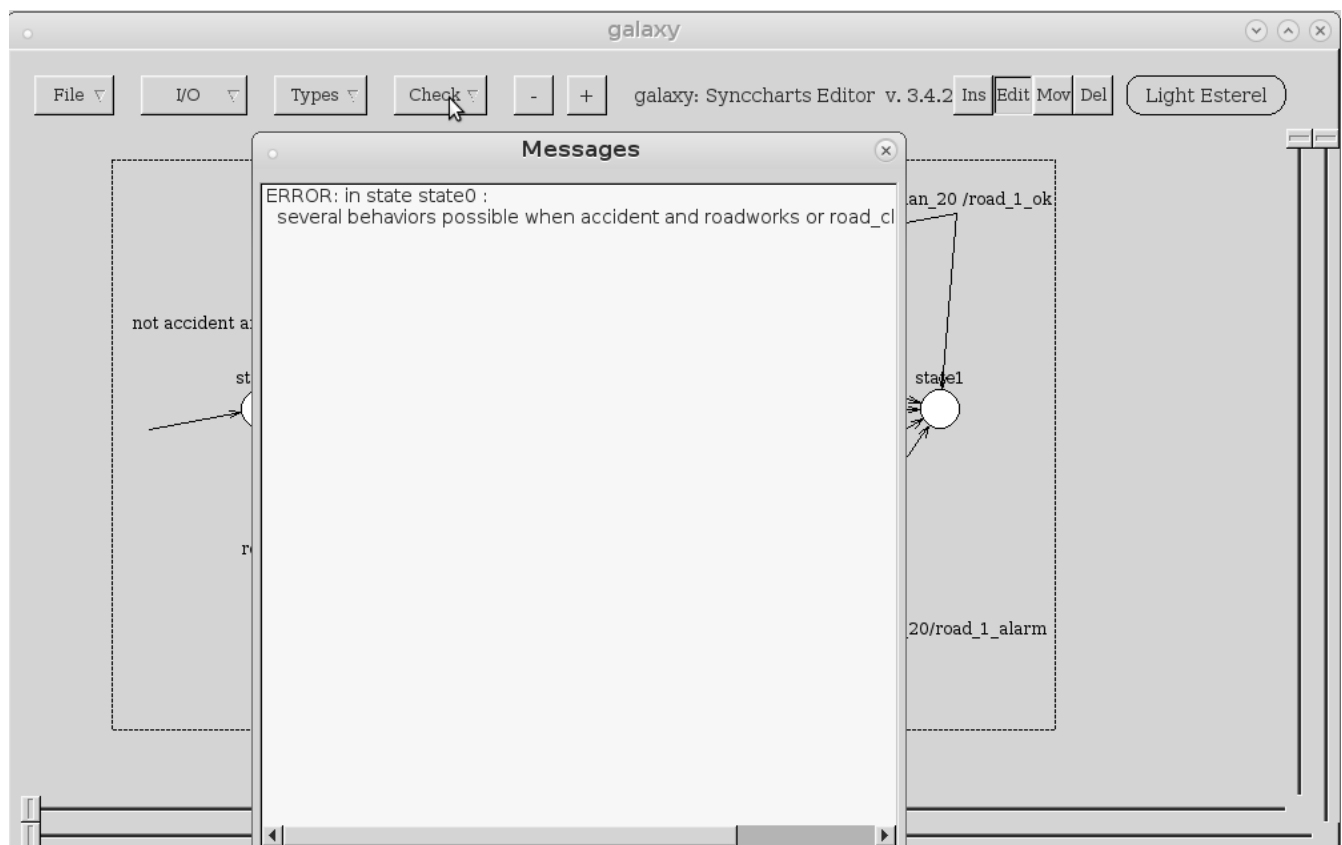 galaxy
File I/O Types Check - + galaxy: Synccharts Editor v. 3.4.2 Ins Edit Mov Del Light Esterel
Messages
ERROR: in state state0 :
several behaviors possible when accident and roadworks or road_cl
an_20 /road_1_ok
not accident a
st
state1
r
20/road_1_alarm